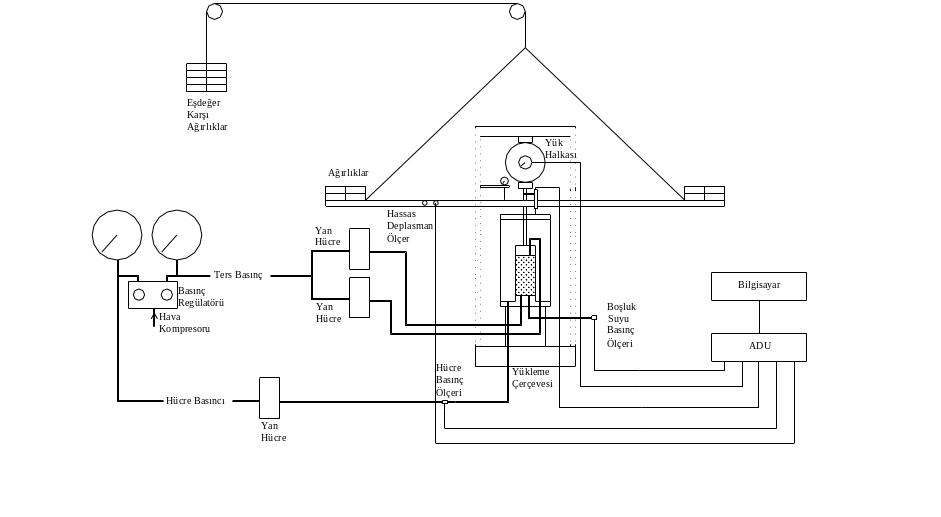 Eşdeğer
Karşı
Ağırlıklar
Yük
Halkası
Ağırlıklar
Hassas
Deplasman
Ölçer
Yan
Hücre
Ters Basınç
Basınç
Regülatörü
Hava
Kompresoru
Yan
Hücre
Bilgisayar
Boşluk
Suyu
Basınç
Ölçeri
ADU
Hücre
Basınç
Ölçeri
Yükleme
Çerçevesi
Hücre Basıncı
Yan
Hücre